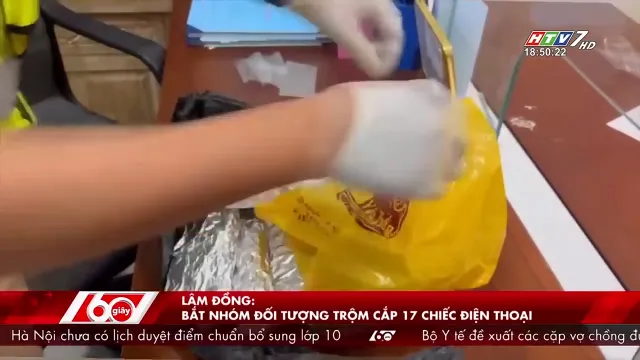 HTV7 HD
18:50:22
60 giây
LÂM ĐỒNG:
BẮT NHÓM ĐỐI TƯỢNG TRỘM CẮP 17 CHIẾC ĐIỆN THOẠI
Hà Nội chưa có lịch duyệt điểm chuẩn bổ sung lớp 10 60 giây Bộ Y tế đề xuất các cặp vợ chồng đ